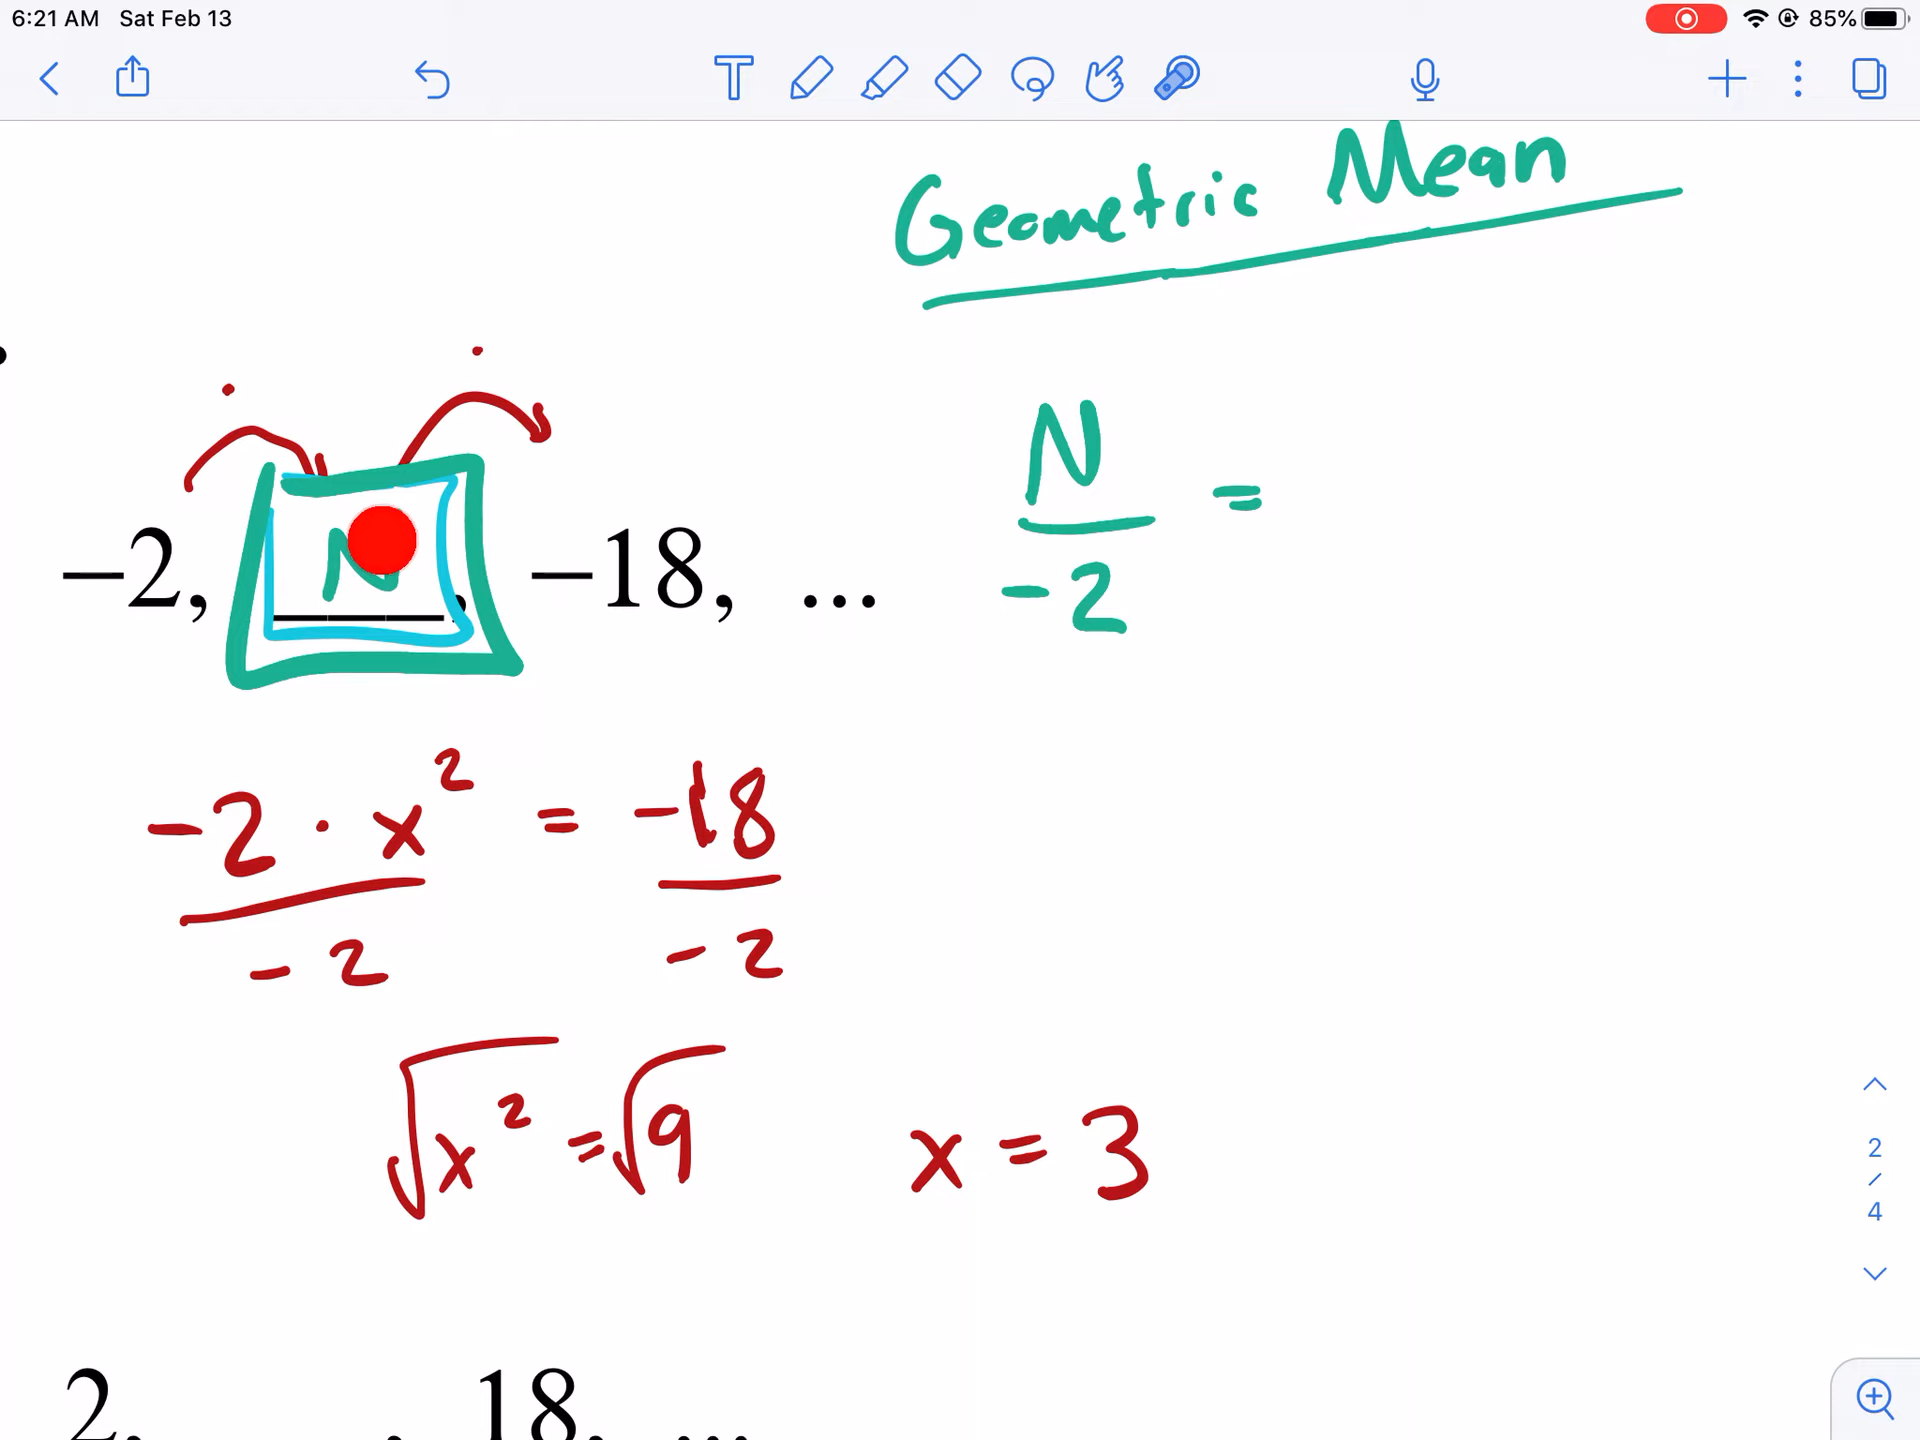 6:21 AM Sat Feb 13 85%
T
Geometric Mean
−2, N, −18, ...
N
=
-2
-2 · x² = -18
-2 -2
√x² = √9 x = 3
2
/
4
2, ____, 18, ...